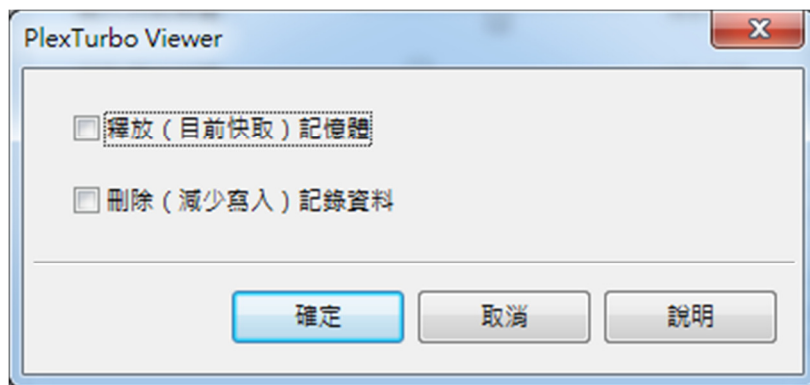 PlexTurbo Viewer
釋放（目前快取）記憶體
刪除（減少寫入）記錄資料
確定
取消
說明